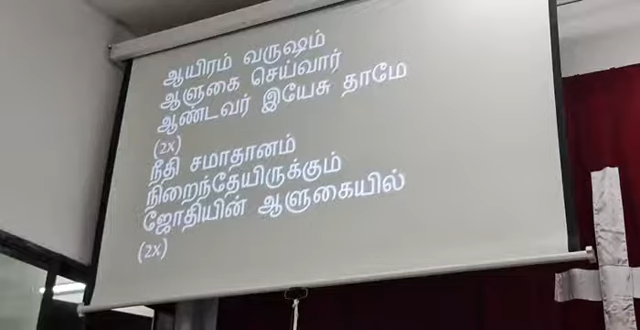 ஆயிரம் வருஷம்
ஆளுகை செய்வார்
ஆண்டவர் இயேசு தாமே
(2x)
நீதி சமாதானம்
நிறைந்தேயிருக்கும்
ஜோதியின் ஆளுகையில்
(2x)